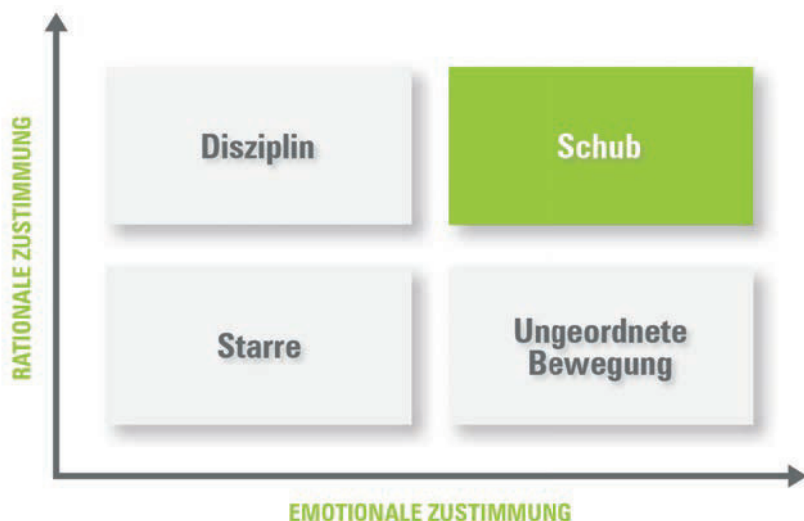 RATIONALE ZUSTIMMUNG
Disziplin
Schub
Starre
Ungeordnete
Bewegung
EMOTIONALE ZUSTIMMUNG